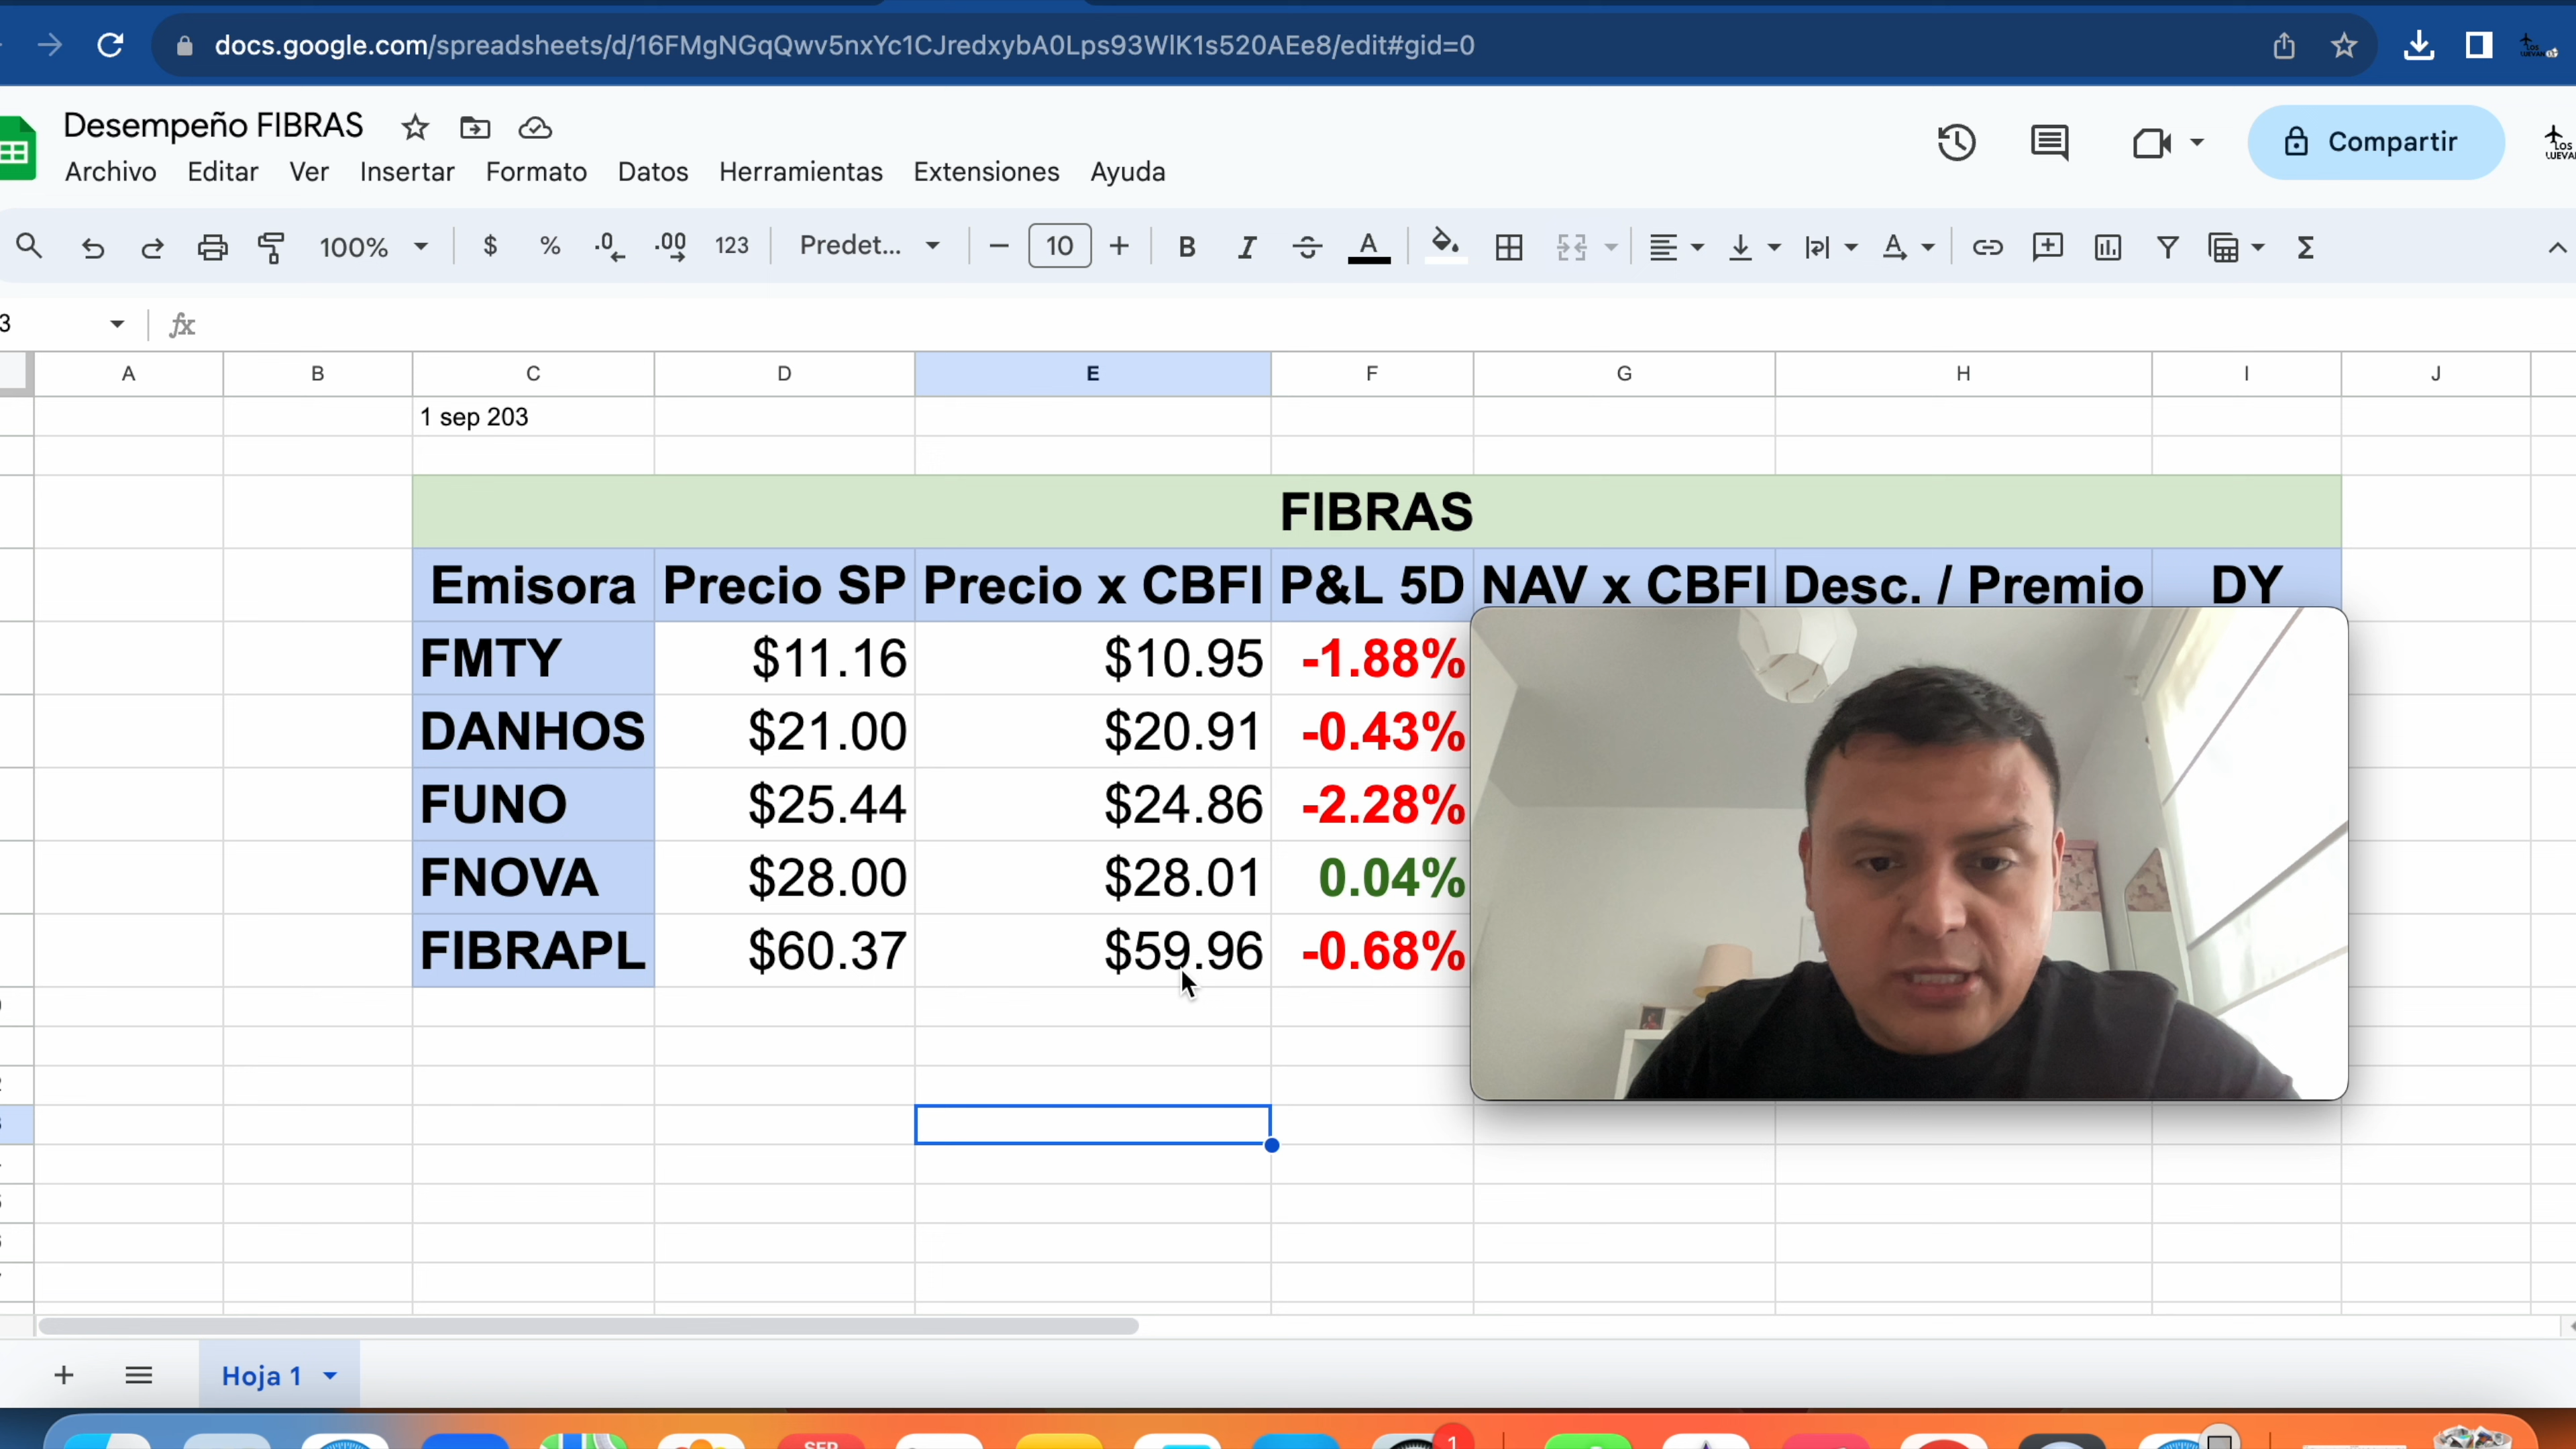 docs.google.com/spreadsheets/d/16FMgNGqQwv5nxYc1CJredxybA0Lps93WlK1s520AEe8/edit#gid=0
Desempeño FIBRAS
Archivo Editar Ver Insertar Formato Datos Herramientas Extensiones Ayuda
Compartir
100% $ % .0 .00 123 Predet... 10 B I A
3 fx
A B C D E F G H I J
1 sep 203
FIBRAS
Emisora Precio SP Precio x CBFI P&L 5D NAV x CBFI Desc. / Premio DY
FMTY $11.16 $10.95 -1.88%
DANHOS $21.00 $20.91 -0.43%
FUNO $25.44 $24.86 -2.28%
FNOVA $28.00 $28.01 0.04%
FIBRAPL $60.37 $59.96 -0.68%
Hoja 1
SEP 1